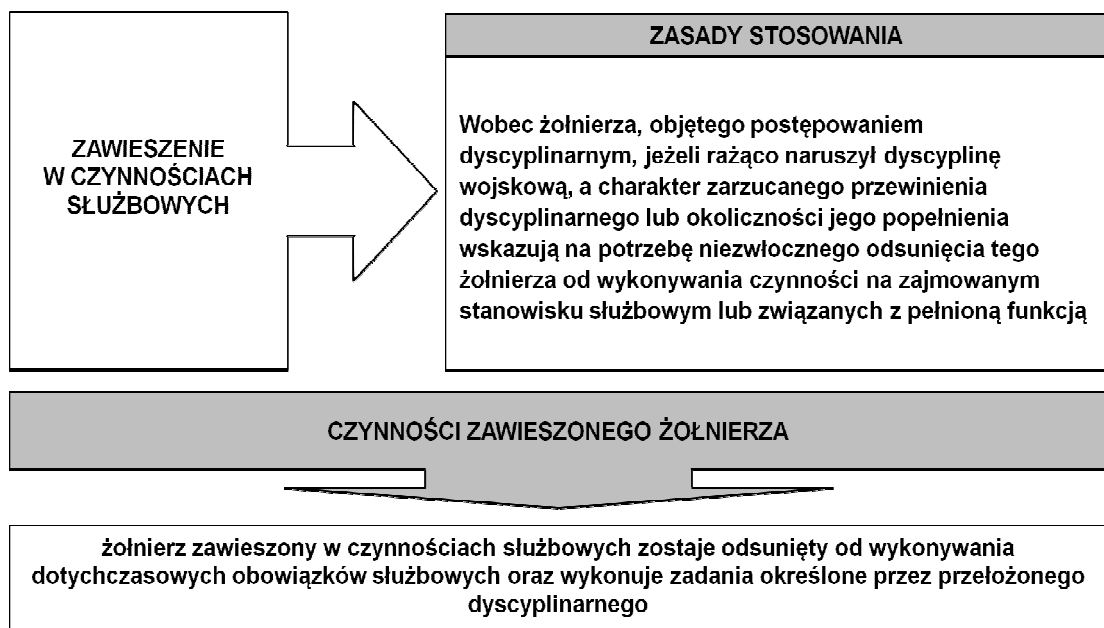 ZAWIESZENIE
W CZYNNOŚCIACH
SŁUŻBOWYCH
ZASADY STOSOWANIA
Wobec żołnierza, objętego postępowaniem
dyscyplinarnym, jeżeli rażąco naruszył dyscyplinę
wojskową, a charakter zarzucanego przewinienia
dyscyplinarnego lub okoliczności jego popełnienia
wskazują na potrzebę niezwłocznego odsunięcia tego
żołnierza od wykonywania czynności na zajmowanym
stanowisku służbowym lub związanych z pełnioną funkcją
CZYNNOŚCI ZAWIESZONEGO ŻOŁNIERZA
żołnierz zawieszony w czynnościach służbowych zostaje odsunięty od wykonywania
dotychczasowych obowiązków służbowych oraz wykonuje zadania określone przez przełożonego
dyscyplinarnego